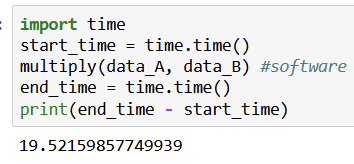 import time
start_time = time.time()
multiply(data_A, data_B) #software
end_time = time.time()
print(end_time - start_time)
19.52159857749939